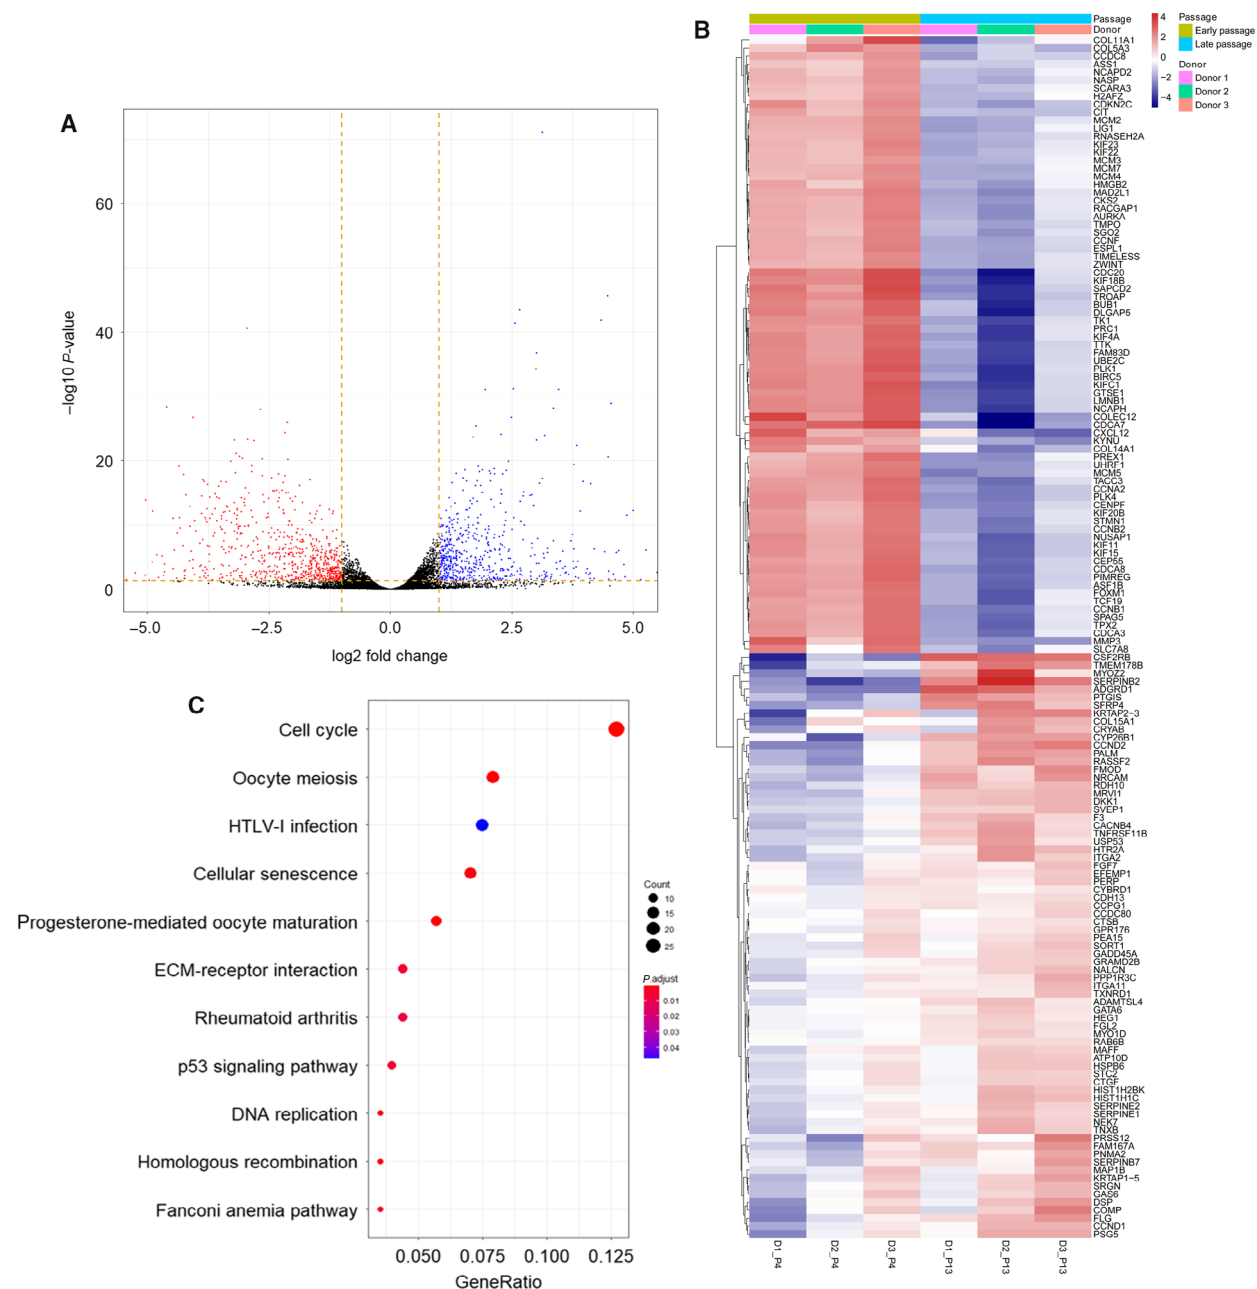 A
60
40
20
0
−log10 P-value
−5.0
−2.5
0.0
2.5
5.0
log2 fold change
B
Passage
Donor
COL11A1
COL5A3
CCDC8
ASS1
NCAPD2
NASP
SCARA3
H2AFZ
CDKN2C
CIT
MCM2
LIG1
RNASEH2A
KIF23
KIF22
MCM3
MCM7
MCM4
HMGB2
MAD2L1
CKS2
RACGAP1
AURKA
TMPO
SGO2
CCNF
ESPL1
TIMELESS
ZWINT
CDC20
KIF18B
SAPCD2
TROAP
BUB1
DLGAP5
TK1
PRC1
KIF4A
TTK
FAM83D
UBE2C
PLK1
BIRC5
KIFC1
GTSE1
LMNB1
NCAPH
COLEC12
CDCA7
CXCL12
KYNU
COL14A1
PREX1
UHRF1
MCM5
TACC3
CCNA2
PLK4
CENPF
KIF20B
STMN1
CCNB2
NUSAP1
KIF11
KIF15
CEP55
CDCA8
PIMREG
ASF1B
FOXM1
TCF19
CCNB1
SPAG5
TPX2
CDCA3
MMP3
SLC7A8
CSF2RB
TMEM178B
MYOZ2
SERPINB2
ADGRD1
PTGIS
SFRP4
KRTAP2−3
COL15A1
CRYAB
CYP26B1
CCND2
PALM
RASSF2
FMOD
NRCAM
RDH10
MRVI1
DKK1
SVEP1
F3
CACNB4
TNFRSF11B
USP53
HTR2A
ITGA2
FGF7
EFEMP1
PERP
CYBRD1
CDH13
CCPG1
CCDC80
CTSB
GPR176
PEA15
SORT1
GADD45A
GRAMD2B
NALCN
PPP1R3C
ITGA11
TXNRD1
ADAMTSL4
GATA6
HEG1
FGL2
MYO1D
RAB6B
MAFF
ATP10D
HSPB6
STC2
CTGF
HIST1H2BK
HIST1H1C
SERPINE2
SERPINE1
NEK7
TNXB
PRSS12
FAM167A
PNMA2
SERPINB7
MAP1B
KRTAP1−5
SRGN
GAS6
DSP
COMP
FLG
CCND1
PSG5
D1_P4
D2_P4
D3_P4
D1_P13
D2_P13
D3_P13
4
2
0
−2
−4
Passage
Early passage
Late passage
Donor
Donor 1
Donor 2
Donor 3
C
Cell cycle
Oocyte meiosis
HTLV-I infection
Cellular senescence
Progesterone-mediated oocyte maturation
ECM-receptor interaction
Rheumatoid arthritis
p53 signaling pathway
DNA replication
Homologous recombination
Fanconi anemia pathway
0.050
0.075
0.100
0.125
GeneRatio
Count
10
15
20
25
P.adjust
0.01
0.02
0.03
0.04